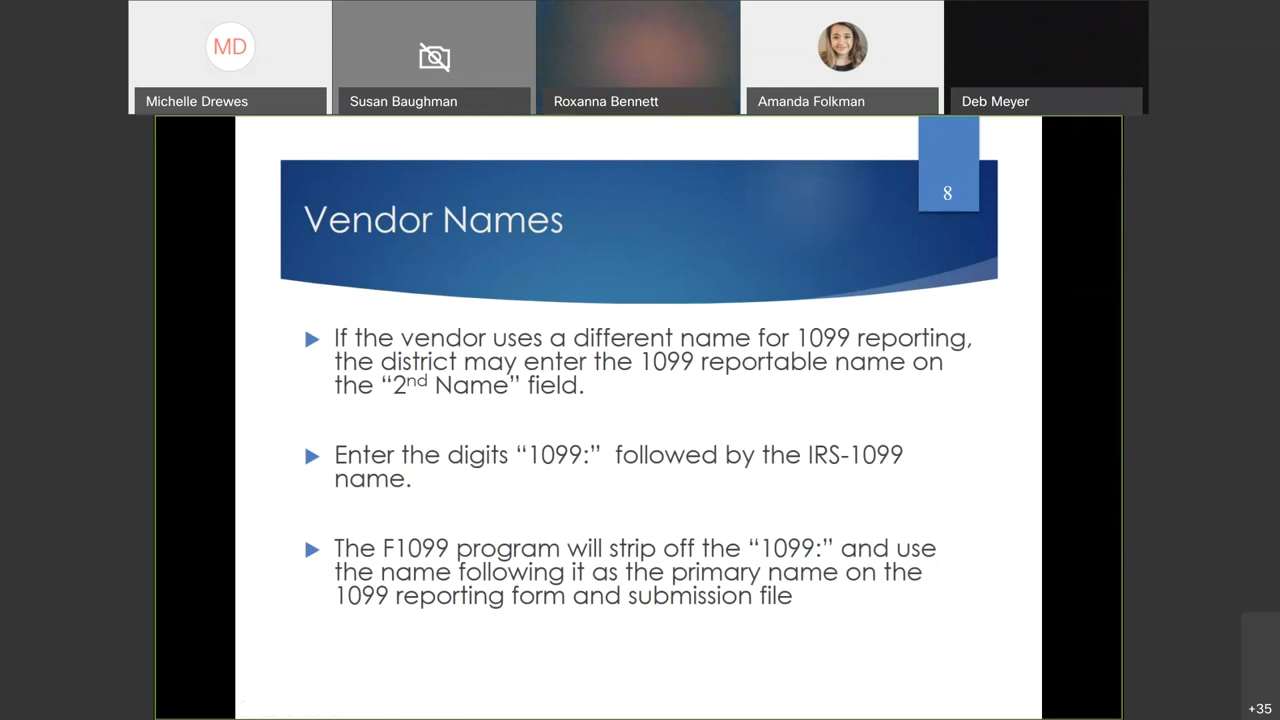 MD
Michelle Drewes
Susan Baughman
Roxanna Bennett
Amanda Folkman
Deb Meyer
8
Vendor Names
If the vendor uses a different name for 1099 reporting,
the district may enter the 1099 reportable name on
the “2nd Name” field.
Enter the digits “1099:”  followed by the IRS-1099
name.
The F1099 program will strip off the “1099:” and use
the name following it as the primary name on the
1099 reporting form and submission file
+35